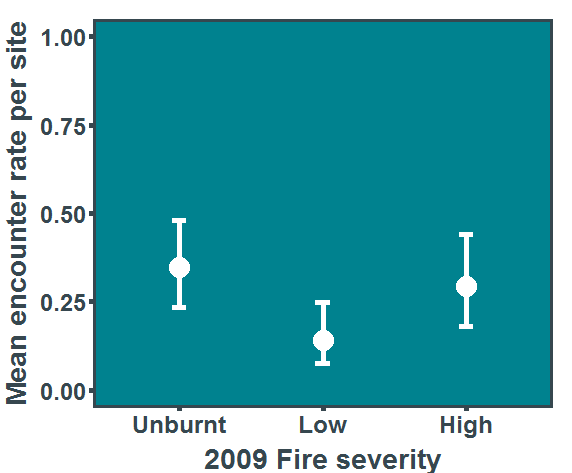 Mean encounter rate per site
1.00
0.75
0.50
0.25
0.00
Unburnt Low High
2009 Fire severity